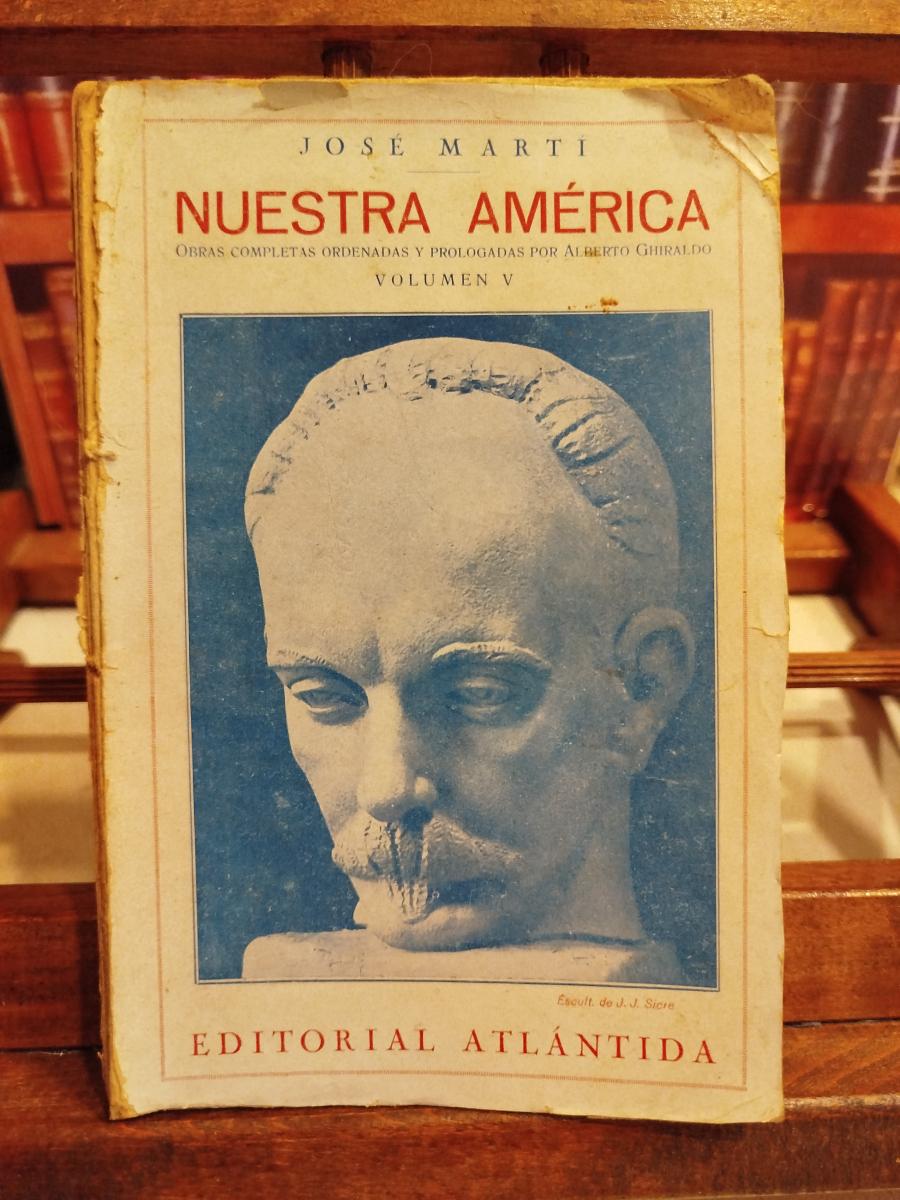 JOSÉ MARTÍ
NUESTRA AMÉRICA
OBRAS COMPLETAS ORDENADAS Y PROLOGADAS POR ALBERTO GHIRALDO
VOLUMEN V
Escult. de J. J. Sicre
EDITORIAL ATLÁNTIDA